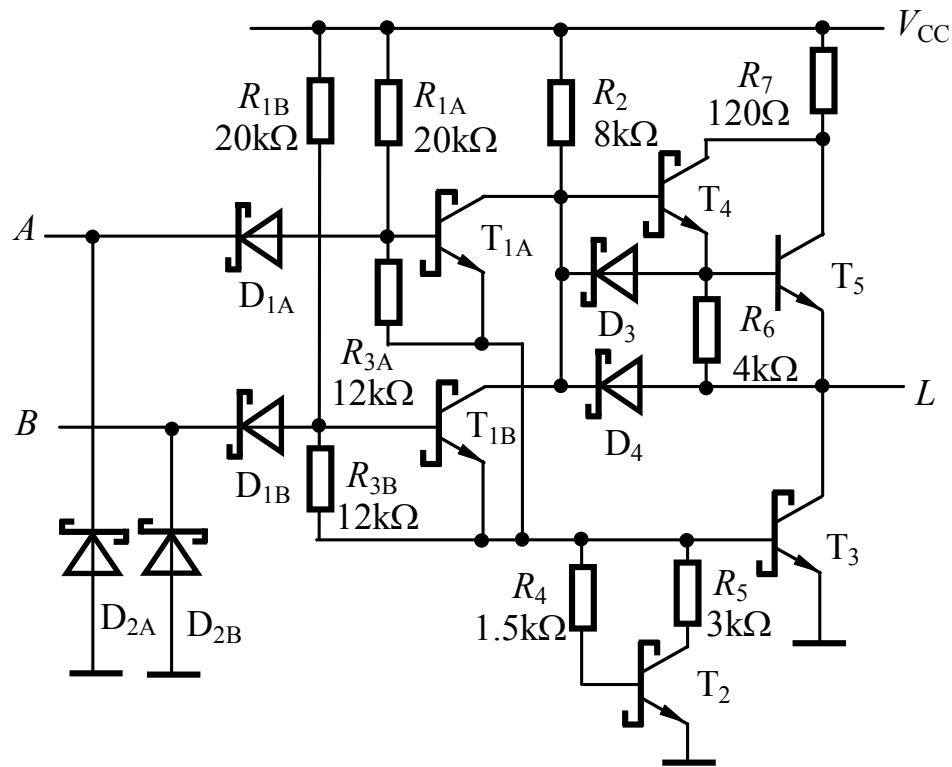 V_CC
R_1B
20kΩ
R_1A
20kΩ
R_2
8kΩ
R_7
120Ω
T_4
A
D_1A
T_1A
D_3
T_5
R_3A
12kΩ
R_6
4kΩ
L
B
D_1B
T_1B
D_4
R_3B
12kΩ
T_3
D_2A
D_2B
R_4
1.5kΩ
R_5
3kΩ
T_2